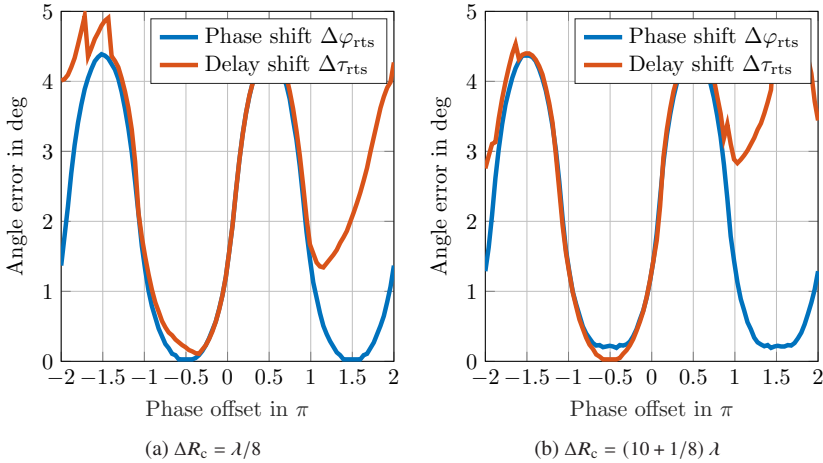 Phase shift Δφrts
Delay shift Δτrts
Angle error in deg
5
4
3
2
1
0
−2 −1.5 −1 −0.5 0 0.5 1 1.5 2
Phase offset in π
(a) ΔRc = λ/8
Phase shift Δφrts
Delay shift Δτrts
Angle error in deg
5
4
3
2
1
0
−2 −1.5 −1 −0.5 0 0.5 1 1.5 2
Phase offset in π
(b) ΔRc = (10 + 1/8) λ